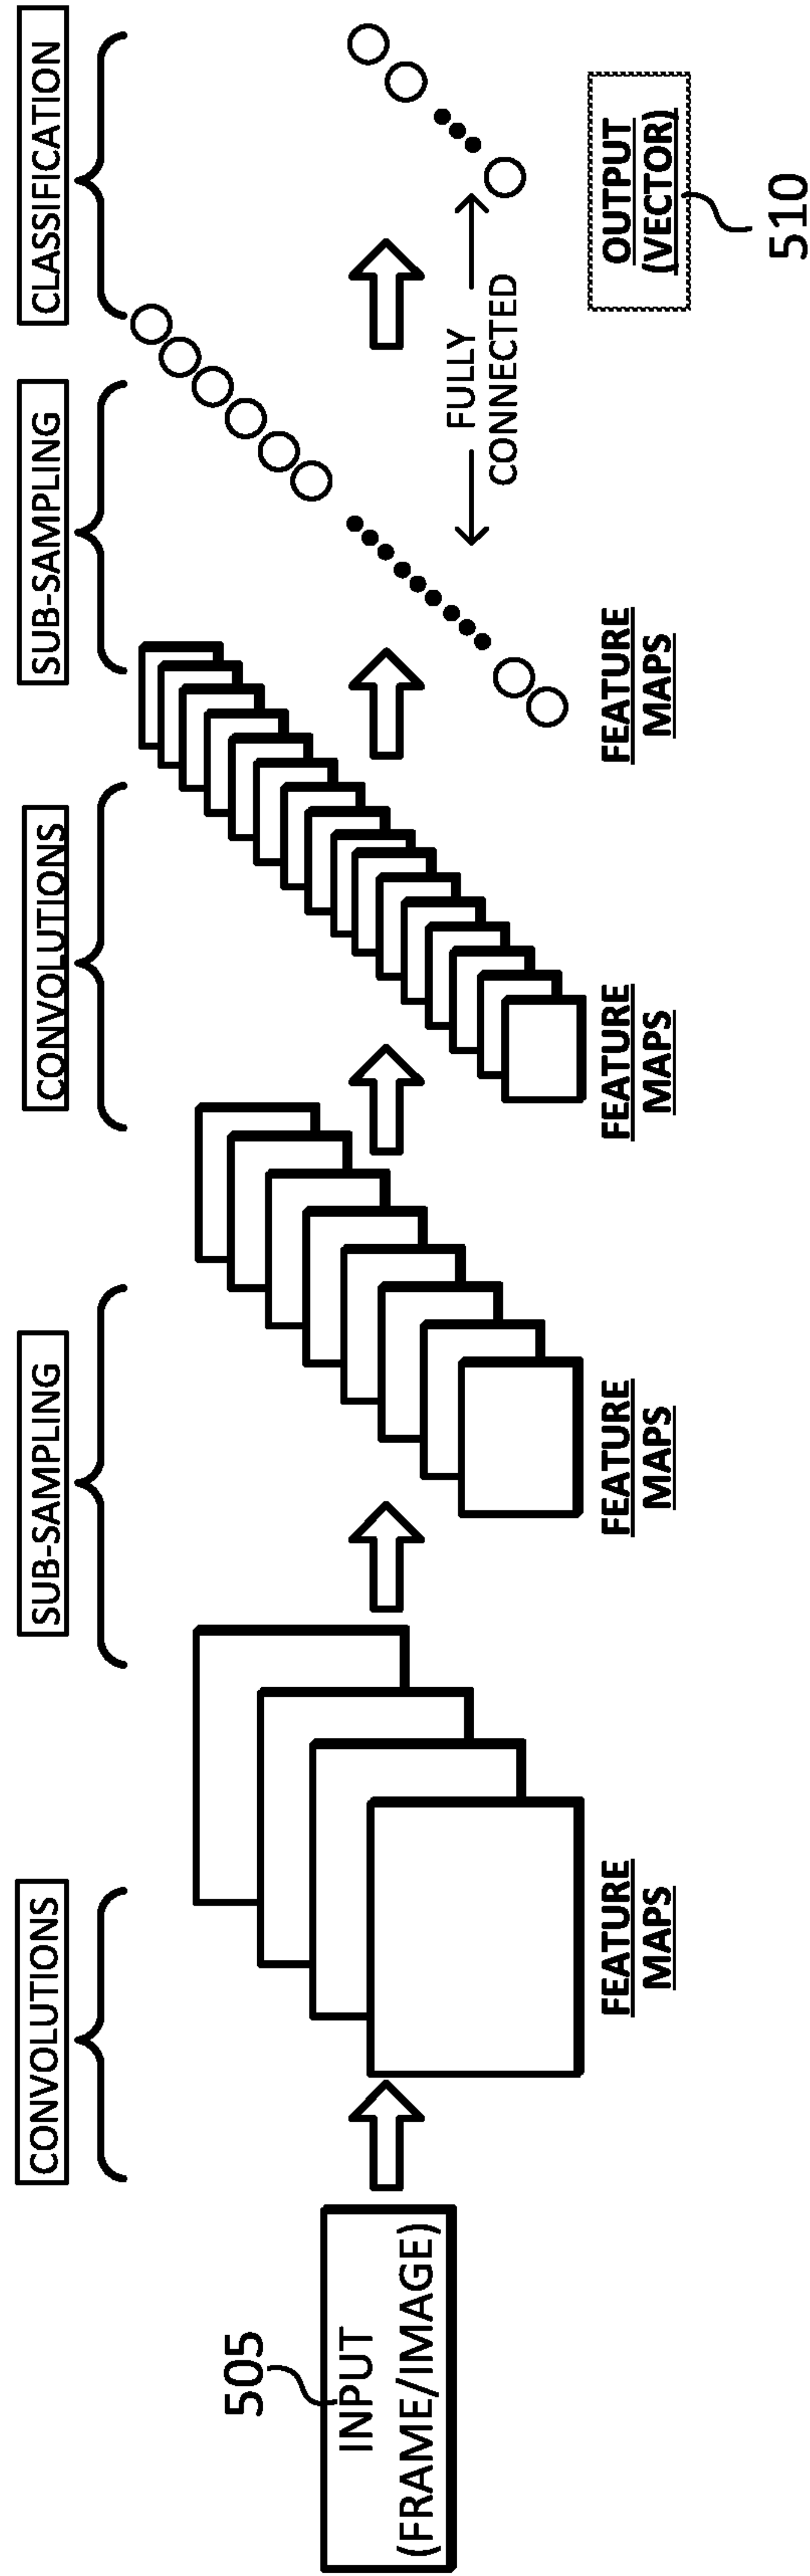 CONVOLUTIONS
SUB-SAMPLING
CONVOLUTIONS
SUB-SAMPLING
CLASSIFICATION
505
INPUT
(FRAME/IMAGE)
FULLY
CONNECTED
FEATURE
MAPS
FEATURE
MAPS
FEATURE
MAPS
FEATURE
MAPS
OUTPUT
(VECTOR)
510